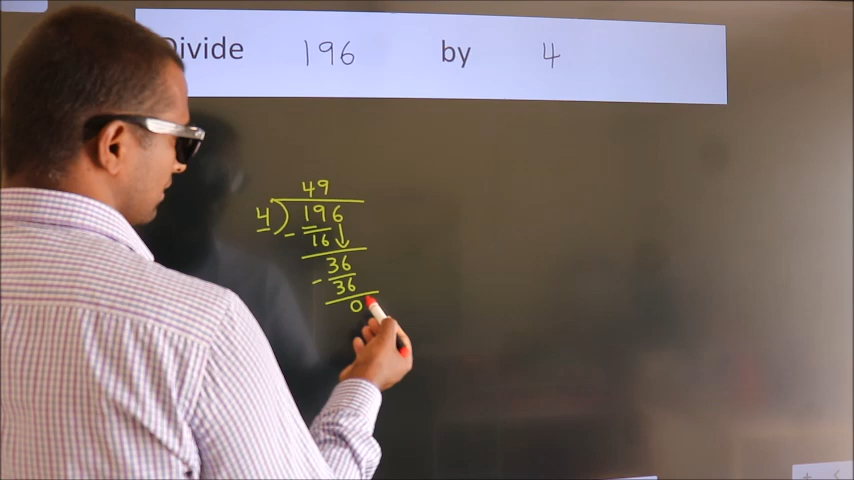 Divide 196 by 4
49
4 ) 196
- 16 ↓
36
- 36
0